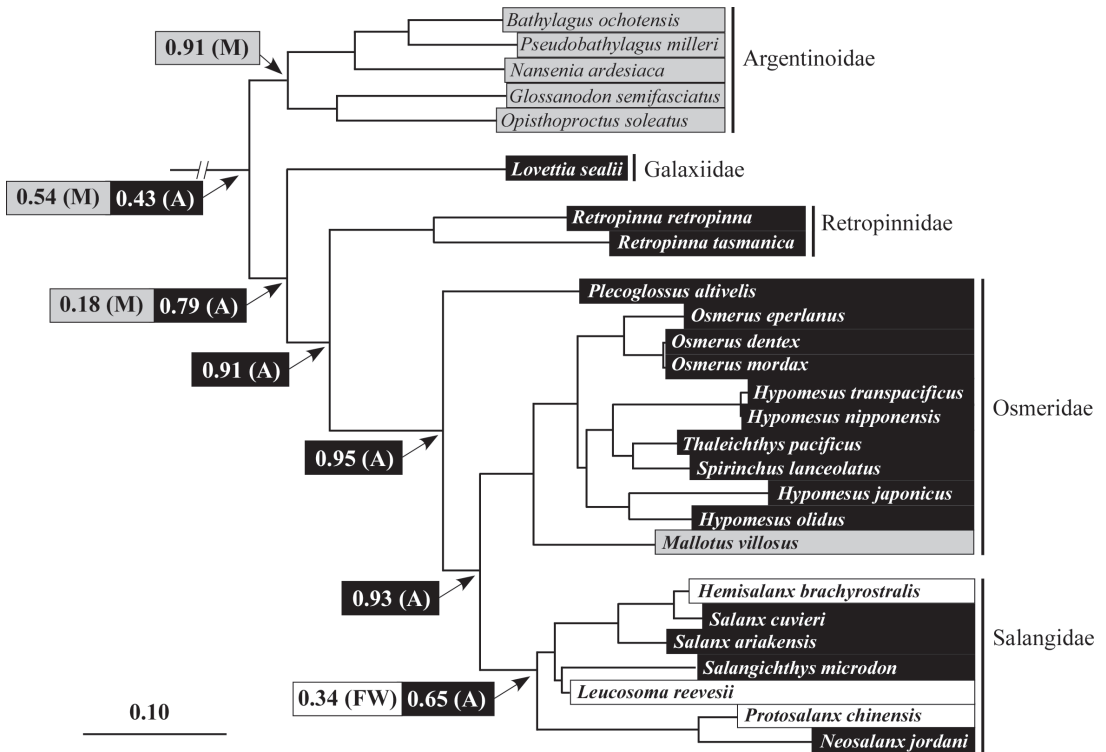 Bathylagus ochotensis
0.91 (M)
Pseudobathylagus milleri
Argentinoidae
Nansenia ardesiaca
Glossanodon semifasciatus
Opisthoproctus soleatus
Lovettia sealii
Galaxiidae
0.54 (M) 0.43 (A)
Retropinna retropinna
Retropinnidae
Retropinna tasmanica
Plecoglossus altivelis
0.18 (M) 0.79 (A)
Osmerus eperlanus
Osmerus dentex
Osmerus mordax
0.91 (A)
Hypomesus transpacificus
Osmeridae
Hypomesus nipponensis
Thaleichthys pacificus
0.95 (A)
Spirinchus lanceolatus
Hypomesus japonicus
Hypomesus olidus
Mallotus villosus
Hemisalanx brachyrostralis
0.93 (A)
Salanx cuvieri
Salanx ariakensis
Salangidae
Salangichthys microdon
Leucosoma reevesii
0.34 (FW) 0.65 (A)
Protosalanx chinensis
0.10
Neosalanx jordani